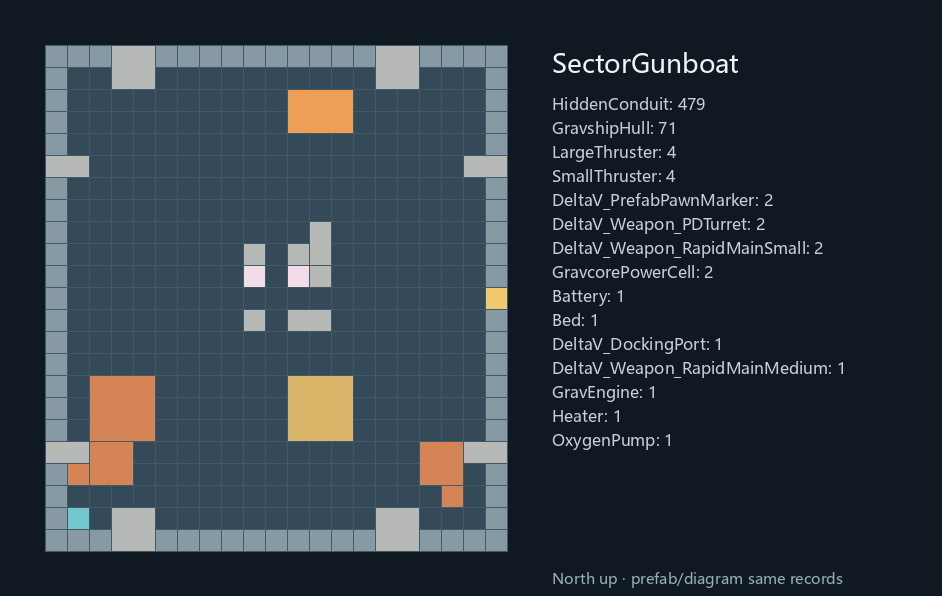 SectorGunboat
HiddenConduit: 479
GravshipHull: 71
LargeThruster: 4
SmallThruster: 4
DeltaV_PrefabPawnMarker: 2
DeltaV_Weapon_PDTurret: 2
DeltaV_Weapon_RapidMainSmall: 2
GravcorePowerCell: 2
Battery: 1
Bed: 1
DeltaV_DockingPort: 1
DeltaV_Weapon_RapidMainMedium: 1
GravEngine: 1
Heater: 1
OxygenPump: 1
North up · prefab/diagram same records